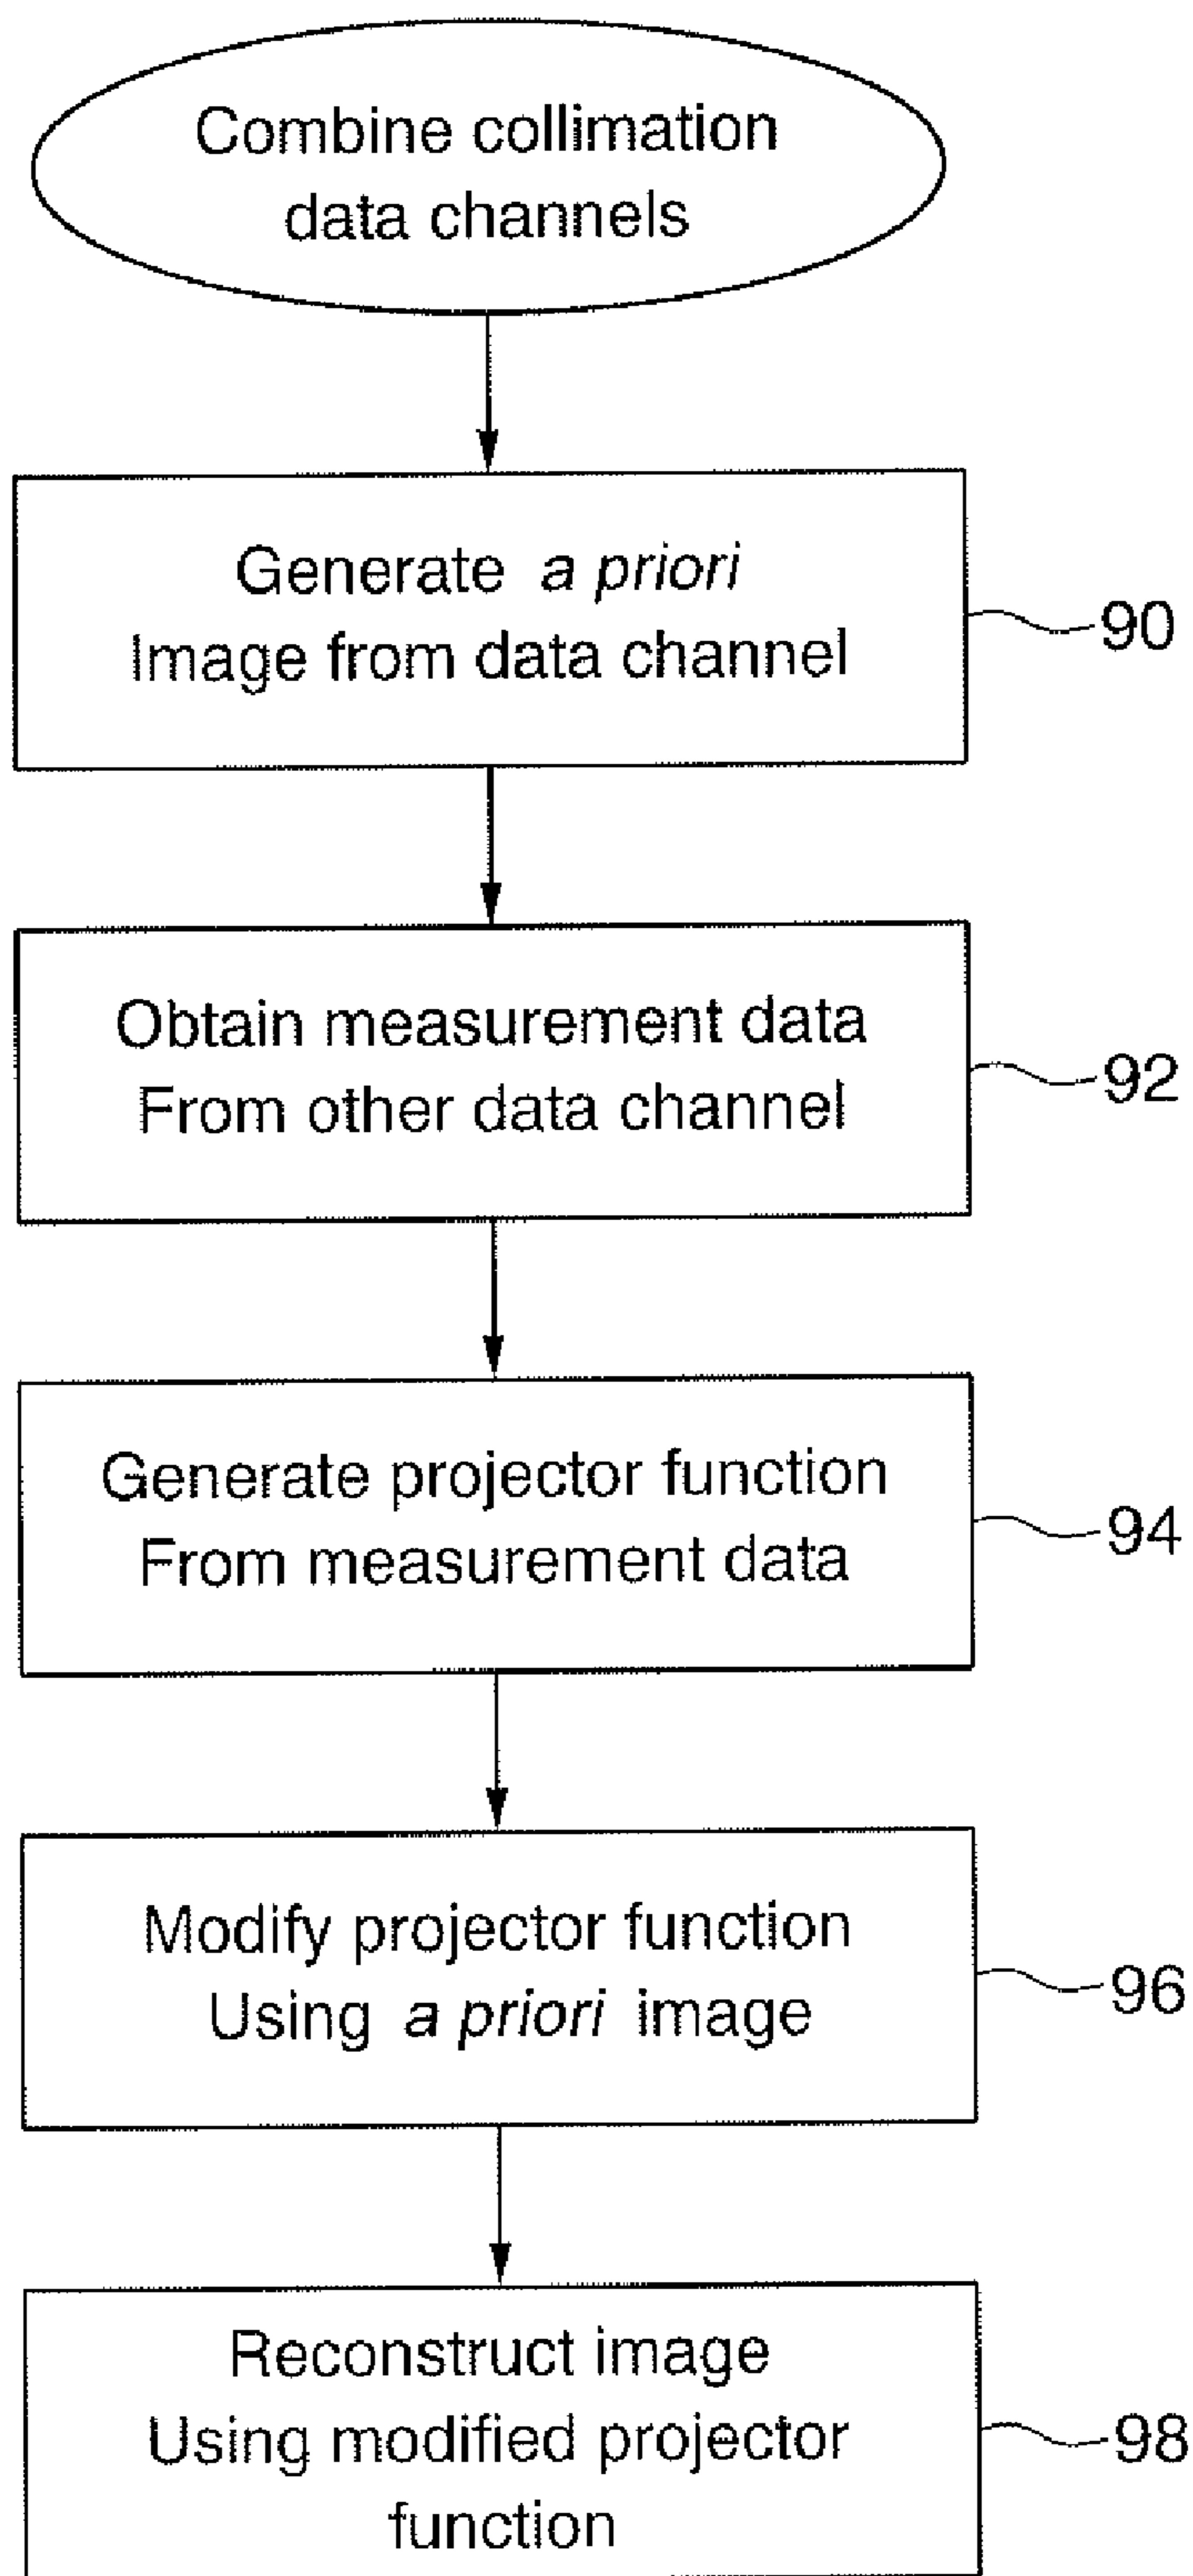 Combine collimation
data channels
Generate a priori
Image from data channel
90
Obtain measurement data
From other data channel
92
Generate projector function
From measurement data
94
Modify projector function
Using a priori image
96
Reconstruct image
Using modified projector
function
98